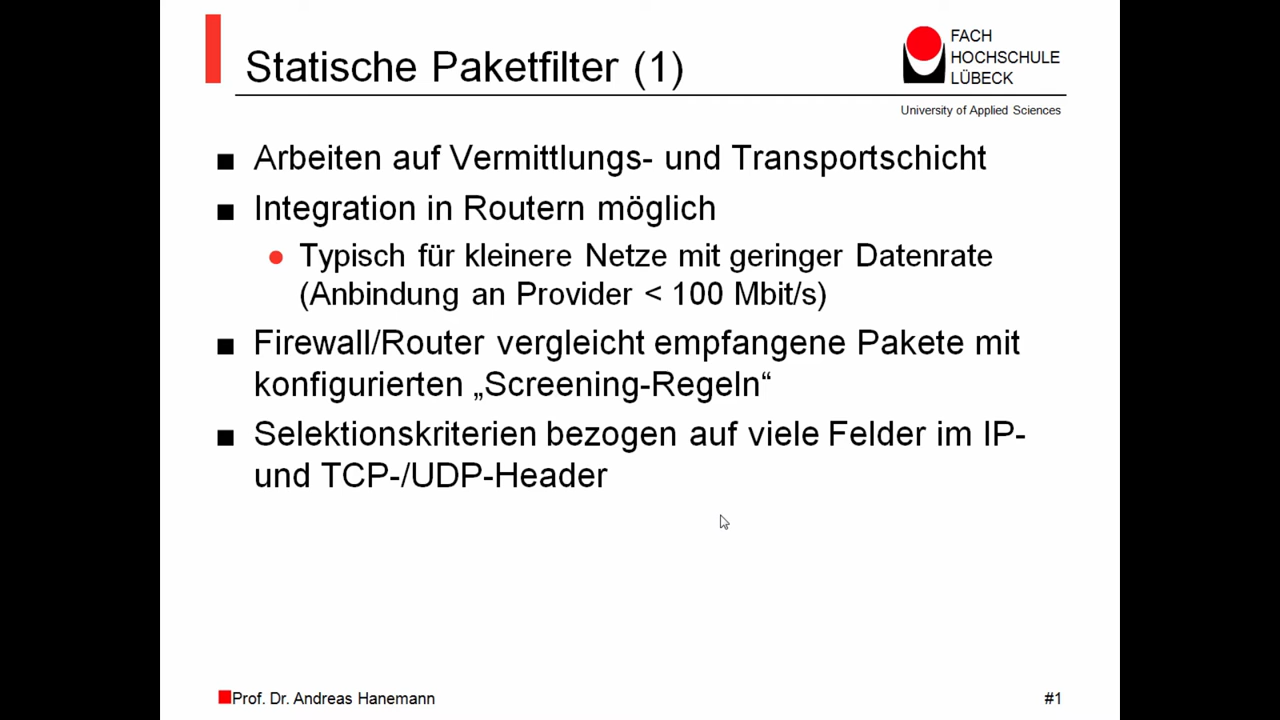 Statische Paketfilter (1)
FACH
HOCHSCHULE
LÜBECK
University of Applied Sciences
Arbeiten auf Vermittlungs- und Transportschicht
Integration in Routern möglich
Typisch für kleinere Netze mit geringer Datenrate
(Anbindung an Provider < 100 Mbit/s)
Firewall/Router vergleicht empfangene Pakete mit
konfigurierten „Screening-Regeln“
Selektionskriterien bezogen auf viele Felder im IP-
und TCP-/UDP-Header
Prof. Dr. Andreas Hanemann
#1